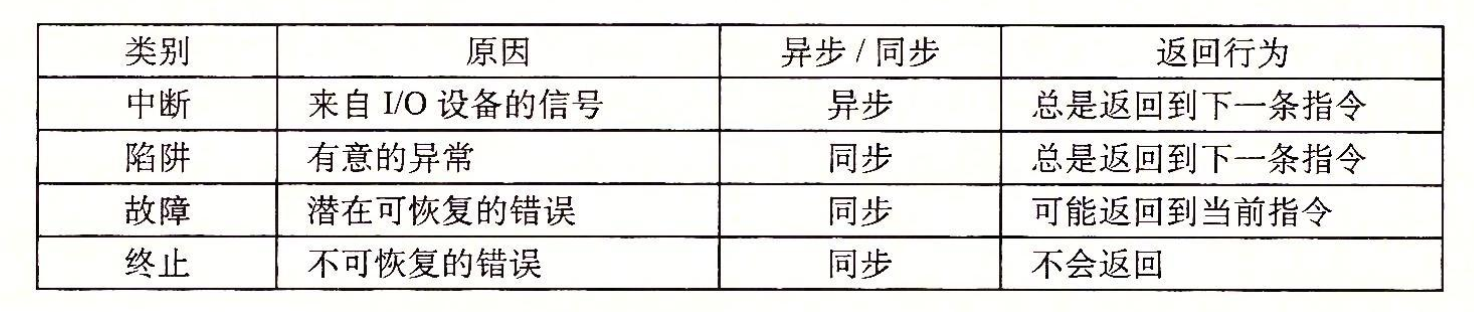 类别 原因 异步 / 同步 返回行为
中断 来自 I/O 设备的信号 异步 总是返回到下一条指令
陷阱 有意的异常 同步 总是返回到下一条指令
故障 潜在可恢复的错误 同步 可能返回到当前指令
终止 不可恢复的错误 同步 不会返回